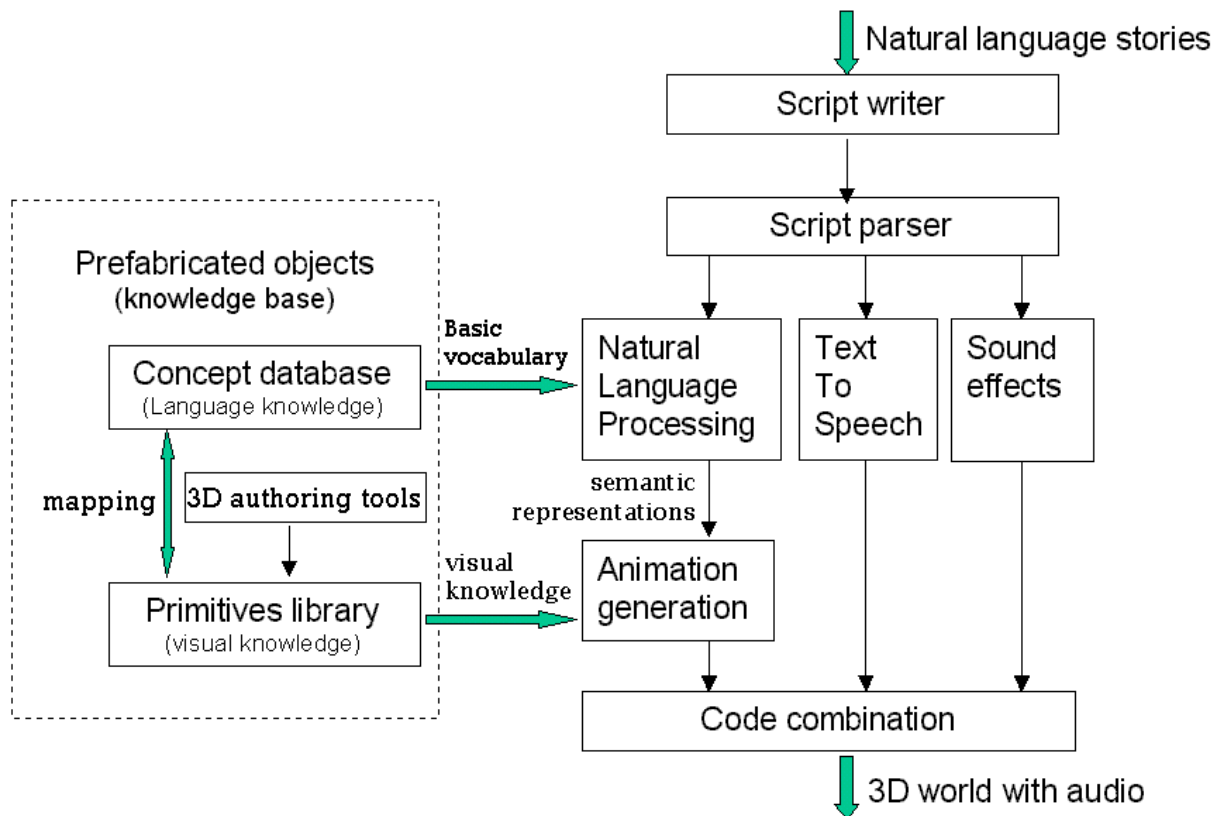 Natural language stories
Script writer
Script parser
Prefabricated objects
(knowledge base)
Basic
vocabulary
Concept database
(Language knowledge)
Natural
Language
Processing
Text
To
Speech
Sound
effects
mapping
3D authoring tools
semantic
representations
visual
knowledge
Primitives library
(visual knowledge)
Animation
generation
Code combination
3D world with audio